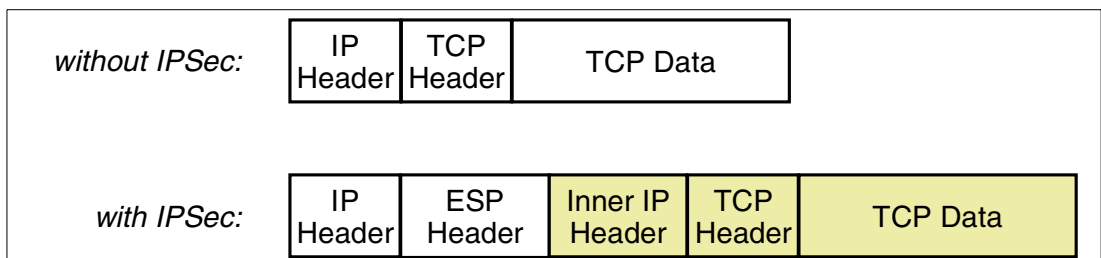 without IPSec:
IP
Header
TCP
Header
TCP Data
with IPSec:
IP
Header
ESP
Header
Inner IP
Header
TCP
Header
TCP Data